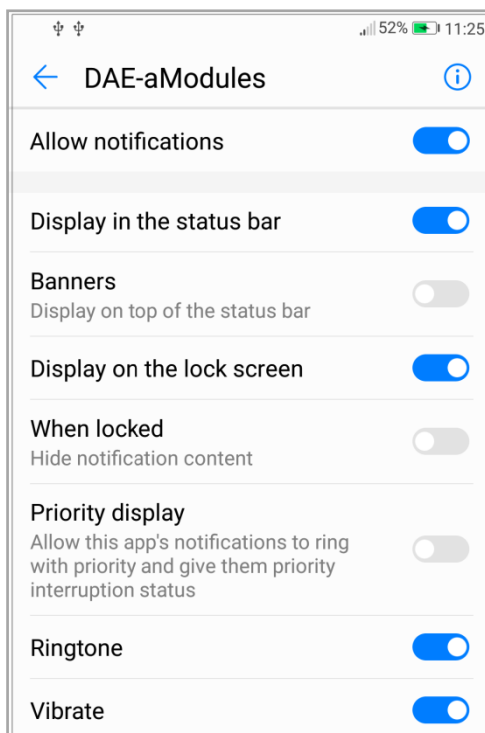 52% 11:25
DAE-aModules
Allow notifications
Display in the status bar
Banners
Display on top of the status bar
Display on the lock screen
When locked
Hide notification content
Priority display
Allow this app's notifications to ring
with priority and give them priority
interruption status
Ringtone
Vibrate